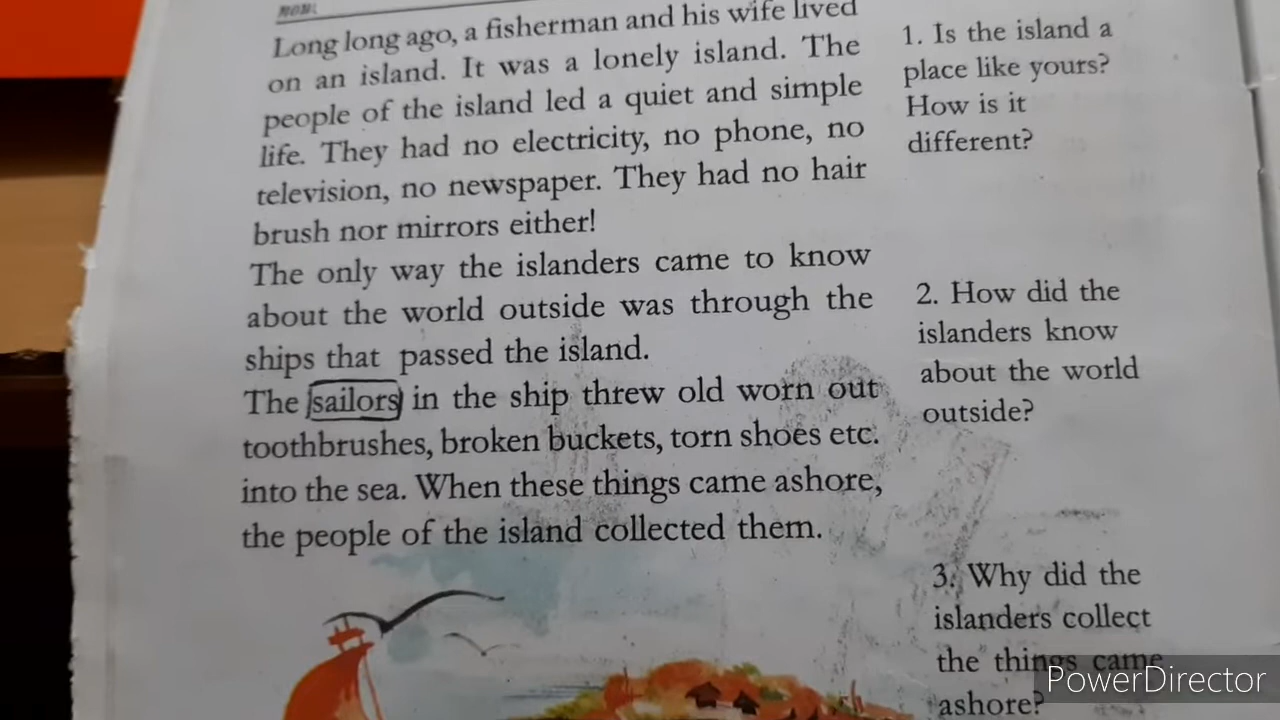 Long long ago, a fisherman and his wife lived
on an island. It was a lonely island. The
people of the island led a quiet and simple
life. They had no electricity, no phone, no
television, no newspaper. They had no hair
brush nor mirrors either!
The only way the islanders came to know
about the world outside was through the
ships that passed the island.
The sailors in the ship threw old worn out
toothbrushes, broken buckets, torn shoes etc.
into the sea. When these things came ashore,
the people of the island collected them.
1. Is the island a
place like yours?
How is it
different?
2. How did the
islanders know
about the world
outside?
3. Why did the
islanders collect
the things came
ashore?
PowerDirector